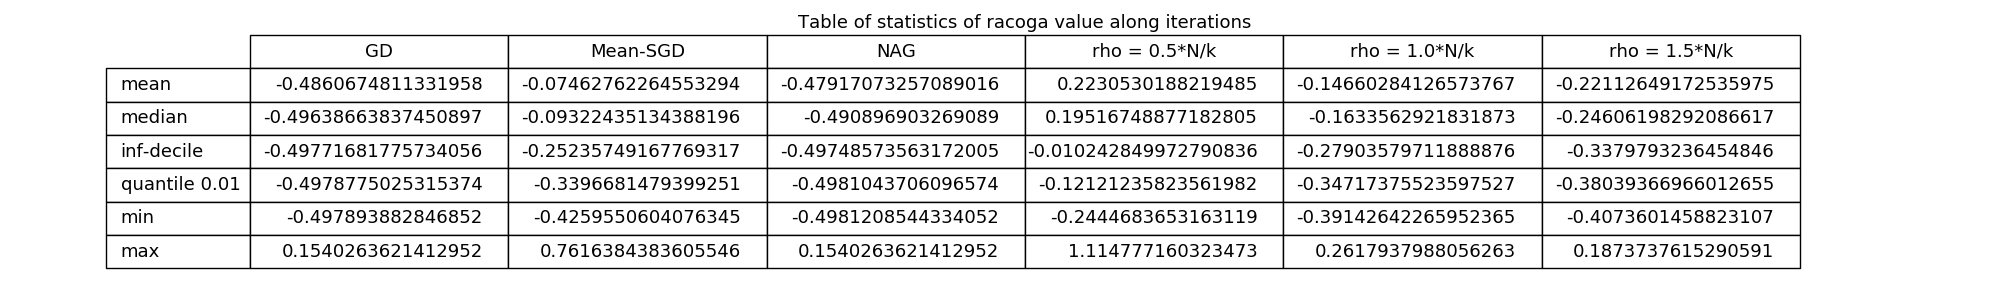 Table of statistics of racoga value along iterations
GD Mean-SGD NAG rho = 0.5*N/k rho = 1.0*N/k rho = 1.5*N/k
mean -0.4860674811331958 -0.07462762264553294 -0.47917073257089016 0.2230530188219485 -0.14660284126573767 -0.22112649172535975
median -0.49638663837450897 -0.09322435134388196 -0.490896903269089 0.19516748877182805 -0.1633562921831873 -0.24606198292086617
inf-decile -0.49771681775734056 -0.25235749167769317 -0.49748573563172005 -0.010242849972790836 -0.27903579711888876 -0.3379793236454846
quantile 0.01 -0.4978775025315374 -0.3396681479399251 -0.4981043706096574 -0.12121235823561982 -0.34717375523597527 -0.38039366966012655
min -0.497893882846852 -0.4259550604076345 -0.4981208544334052 -0.2444683653163119 -0.39142642265952365 -0.4073601458823107
max 0.1540263621412952 0.7616384383605546 0.1540263621412952 1.114777160323473 0.2617937988056263 0.1873737615290591